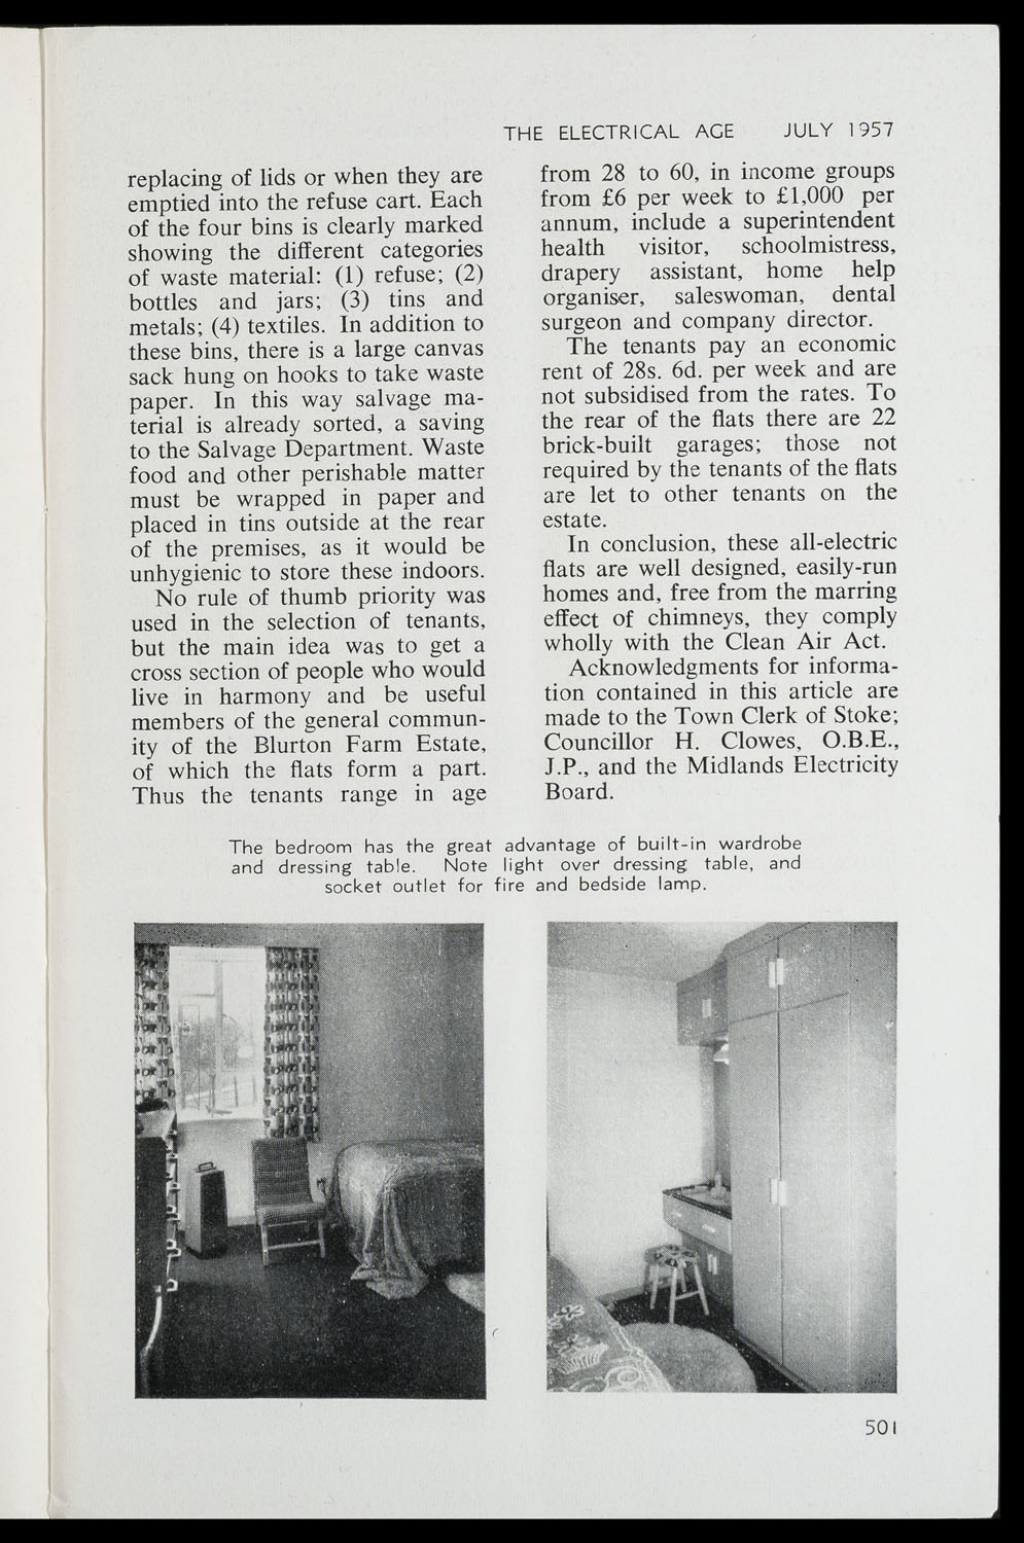 THE ELECTRICAL AGE JULY 1957
replacing of lids or when they are
emptied into the refuse cart. Each
of the four bins is clearly marked
showing the different categories
of waste material: (1) refuse; (2)
bottles and jars; (3) tins and
metals; (4) textiles. In addition to
these bins, there is a large canvas
sack hung on hooks to take waste
paper. In this way salvage ma-
terial is already sorted, a saving
to the Salvage Department. Waste
food and other perishable matter
must be wrapped in paper and
placed in tins outside at the rear
of the premises, as it would be
unhygienic to store these indoors.
No rule of thumb priority was
used in the selection of tenants,
but the main idea was to get a
cross section of people who would
live in harmony and be useful
members of the general commun-
ity of the Blurton Farm Estate,
of which the flats form a part.
Thus the tenants range in age
from 28 to 60, in income groups
from £6 per week to £1,000 per
annum, include a superintendent
health visitor, schoolmistress,
drapery assistant, home help
organiser, saleswoman, dental
surgeon and company director.
The tenants pay an economic
rent of 28s. 6d. per week and are
not subsidised from the rates. To
the rear of the flats there are 22
brick-built garages; those not
required by the tenants of the flats
are let to other tenants on the
estate.
In conclusion, these all-electric
flats are well designed, easily-run
homes and, free from the marring
effect of chimneys, they comply
wholly with the Clean Air Act.
Acknowledgments for informa-
tion contained in this article are
made to the Town Clerk of Stoke;
Councillor H. Clowes, O.B.E.,
J.P., and the Midlands Electricity
Board.
The bedroom has the great advantage of built-in wardrobe
and dressing table. Note light over dressing table, and
socket outlet for fire and bedside lamp.
501